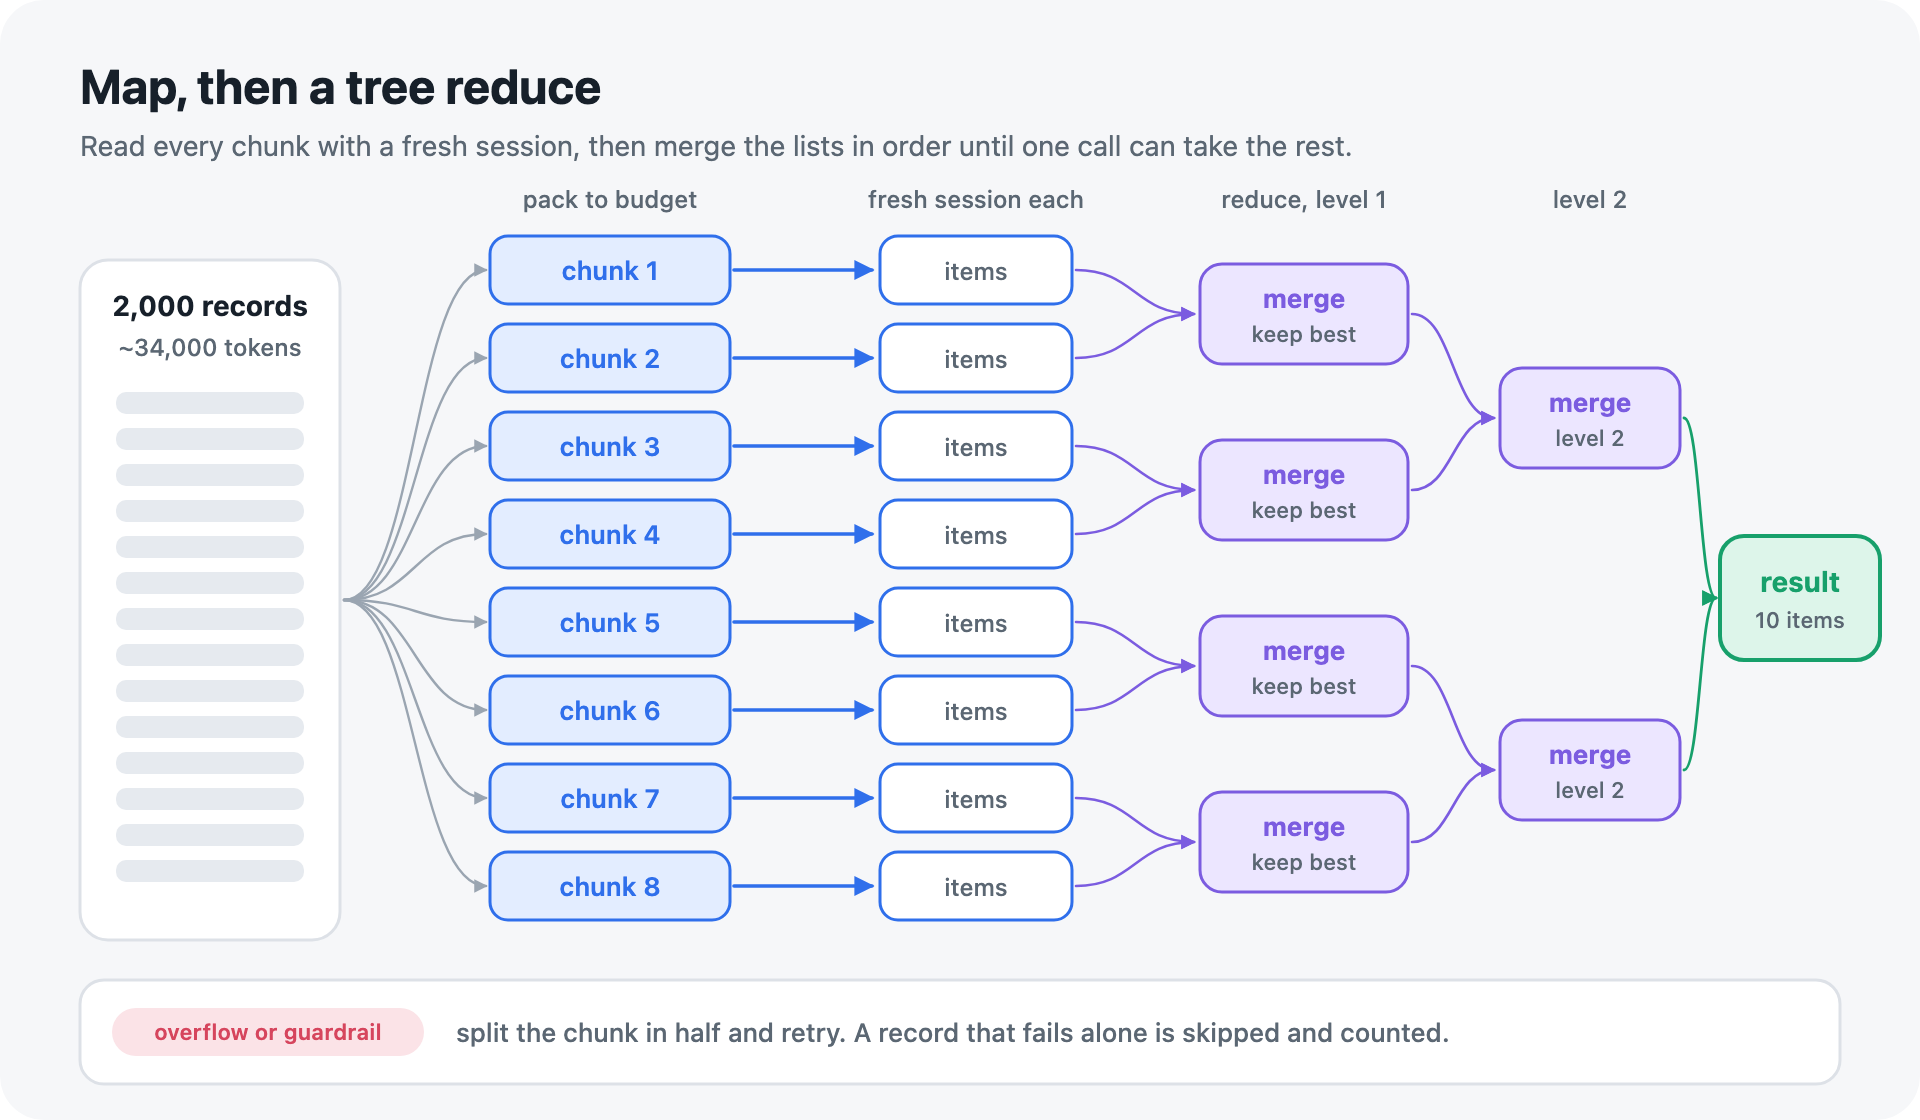 Map, then a tree reduce
Read every chunk with a fresh session, then merge the lists in order until one call can take the rest.
pack to budget
fresh session each
reduce, level 1
level 2
2,000 records
~34,000 tokens
chunk 1
chunk 2
chunk 3
chunk 4
chunk 5
chunk 6
chunk 7
chunk 8
items
items
items
items
items
items
items
items
merge
keep best
merge
keep best
merge
keep best
merge
keep best
merge
level 2
merge
level 2
result
10 items
overflow or guardrail
split the chunk in half and retry. A record that fails alone is skipped and counted.